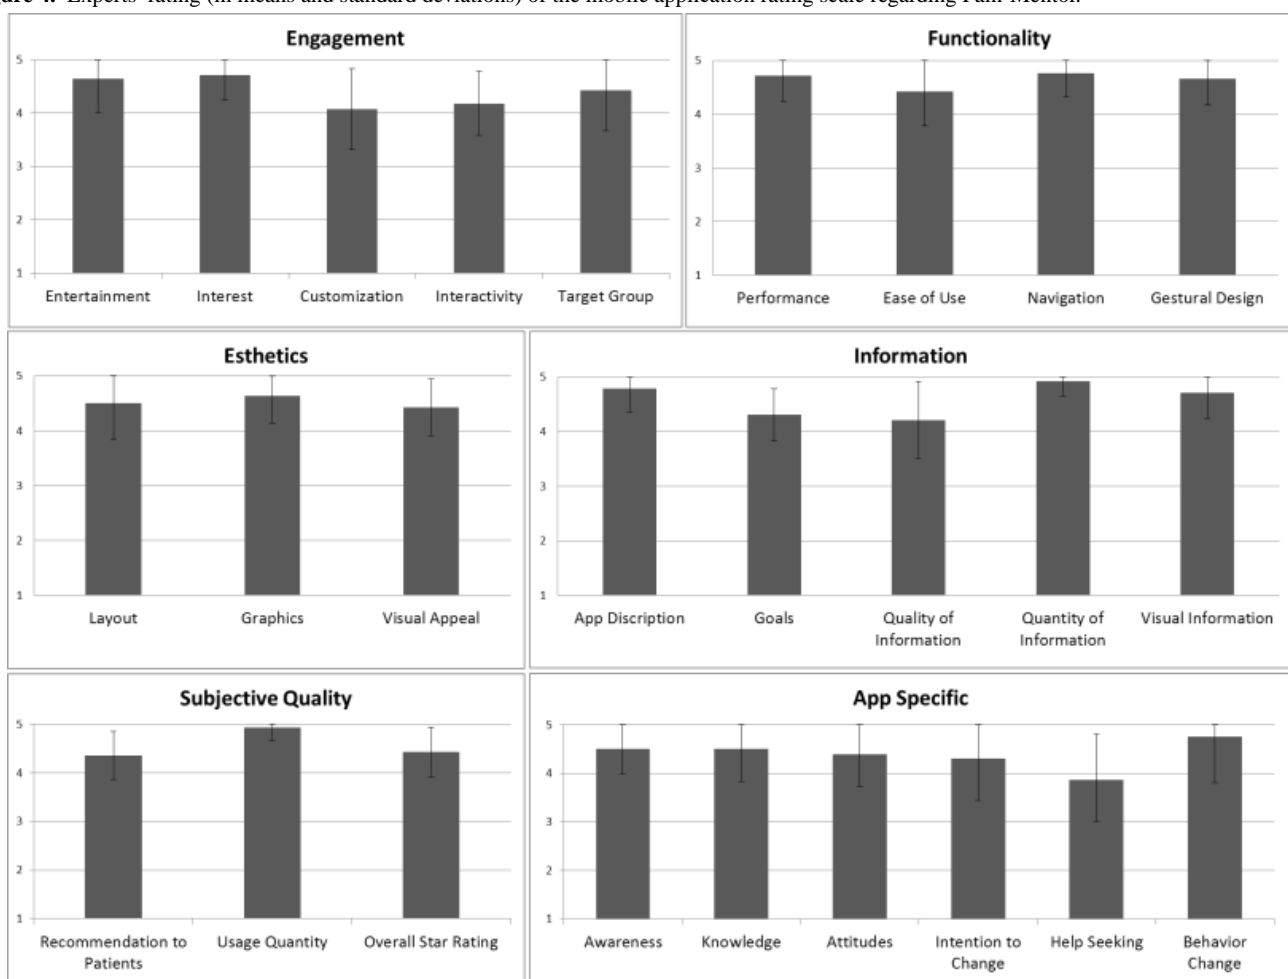 Experts' rating (in means and standard deviations) of the mobile application rating scale regarding Pain-Mentor.
Engagement
5
4
3
2
1
Entertainment Interest Customization Interactivity Target Group
Functionality
5
4
3
2
1
Performance Ease of Use Navigation Gestural Design
Esthetics
5
4
3
2
1
Layout Graphics Visual Appeal
Information
5
4
3
2
1
App Discription Goals Quality of Quantity of Visual Information
Information Information
Subjective Quality
5
4
3
2
1
Recommendation to Usage Quantity Overall Star Rating
Patients
App Specific
5
4
3
2
1
Awareness Knowledge Attitudes Intention to Help Seeking Behavior
Change Change